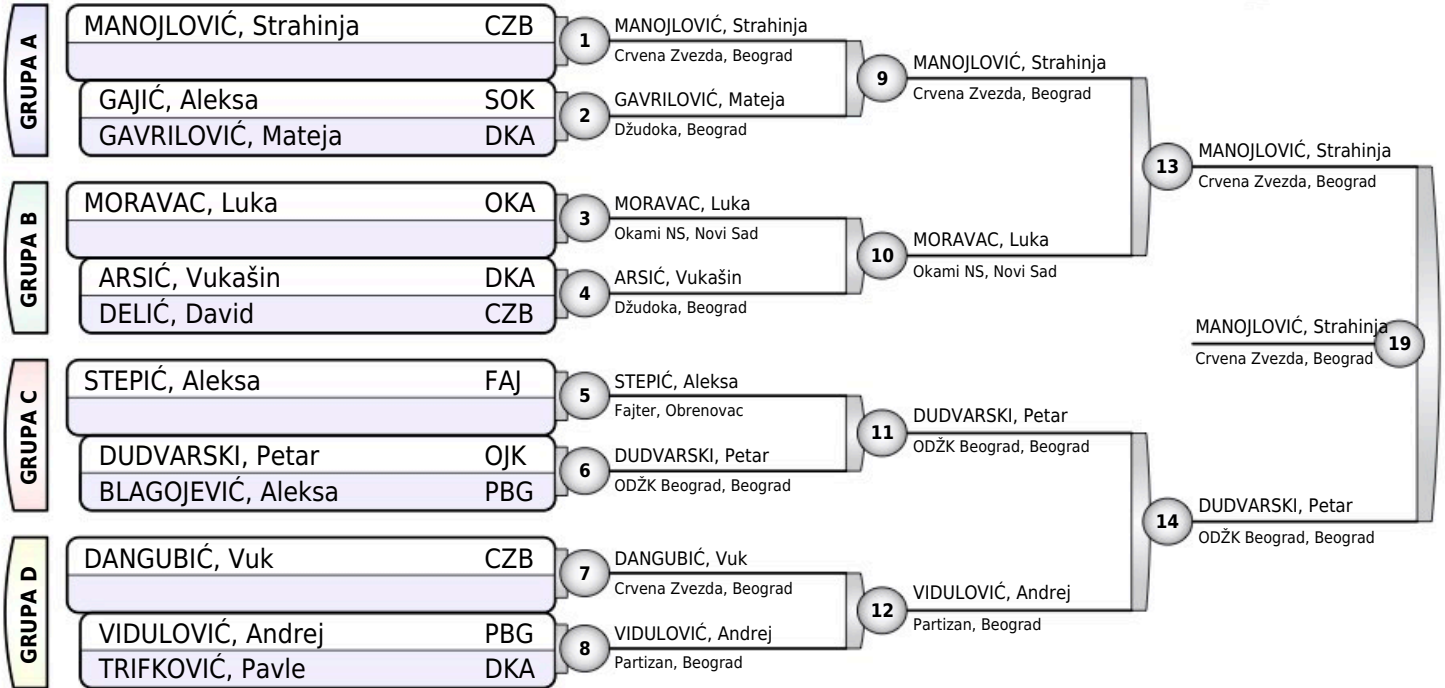 GRUPA A
MANOJLOVIĆ, Strahinja CZB
GAJIĆ, Aleksa SOK
GAVRILOVIĆ, Mateja DKA
1
MANOJLOVIĆ, Strahinja
Crvena Zvezda, Beograd
2
GAVRILOVIĆ, Mateja
Džudoka, Beograd
9
MANOJLOVIĆ, Strahinja
Crvena Zvezda, Beograd
GRUPA B
MORAVAC, Luka OKA
ARSIĆ, Vukašin DKA
DELIĆ, David CZB
3
MORAVAC, Luka
Okami NS, Novi Sad
4
ARSIĆ, Vukašin
Džudoka, Beograd
10
MORAVAC, Luka
Okami NS, Novi Sad
13
MANOJLOVIĆ, Strahinja
Crvena Zvezda, Beograd
GRUPA C
STEPIĆ, Aleksa FAJ
DUDVARSKI, Petar OJK
BLAGOJEVIĆ, Aleksa PBG
5
STEPIĆ, Aleksa
Fajter, Obrenovac
6
DUDVARSKI, Petar
ODŽK Beograd, Beograd
11
DUDVARSKI, Petar
ODŽK Beograd, Beograd
GRUPA D
DANGUBIĆ, Vuk CZB
VIDULOVIĆ, Andrej PBG
TRIFKOVIĆ, Pavle DKA
7
DANGUBIĆ, Vuk
Crvena Zvezda, Beograd
8
VIDULOVIĆ, Andrej
Partizan, Beograd
12
VIDULOVIĆ, Andrej
Partizan, Beograd
14
DUDVARSKI, Petar
ODŽK Beograd, Beograd
MANOJLOVIĆ, Strahinja
Crvena Zvezda, Beograd
19